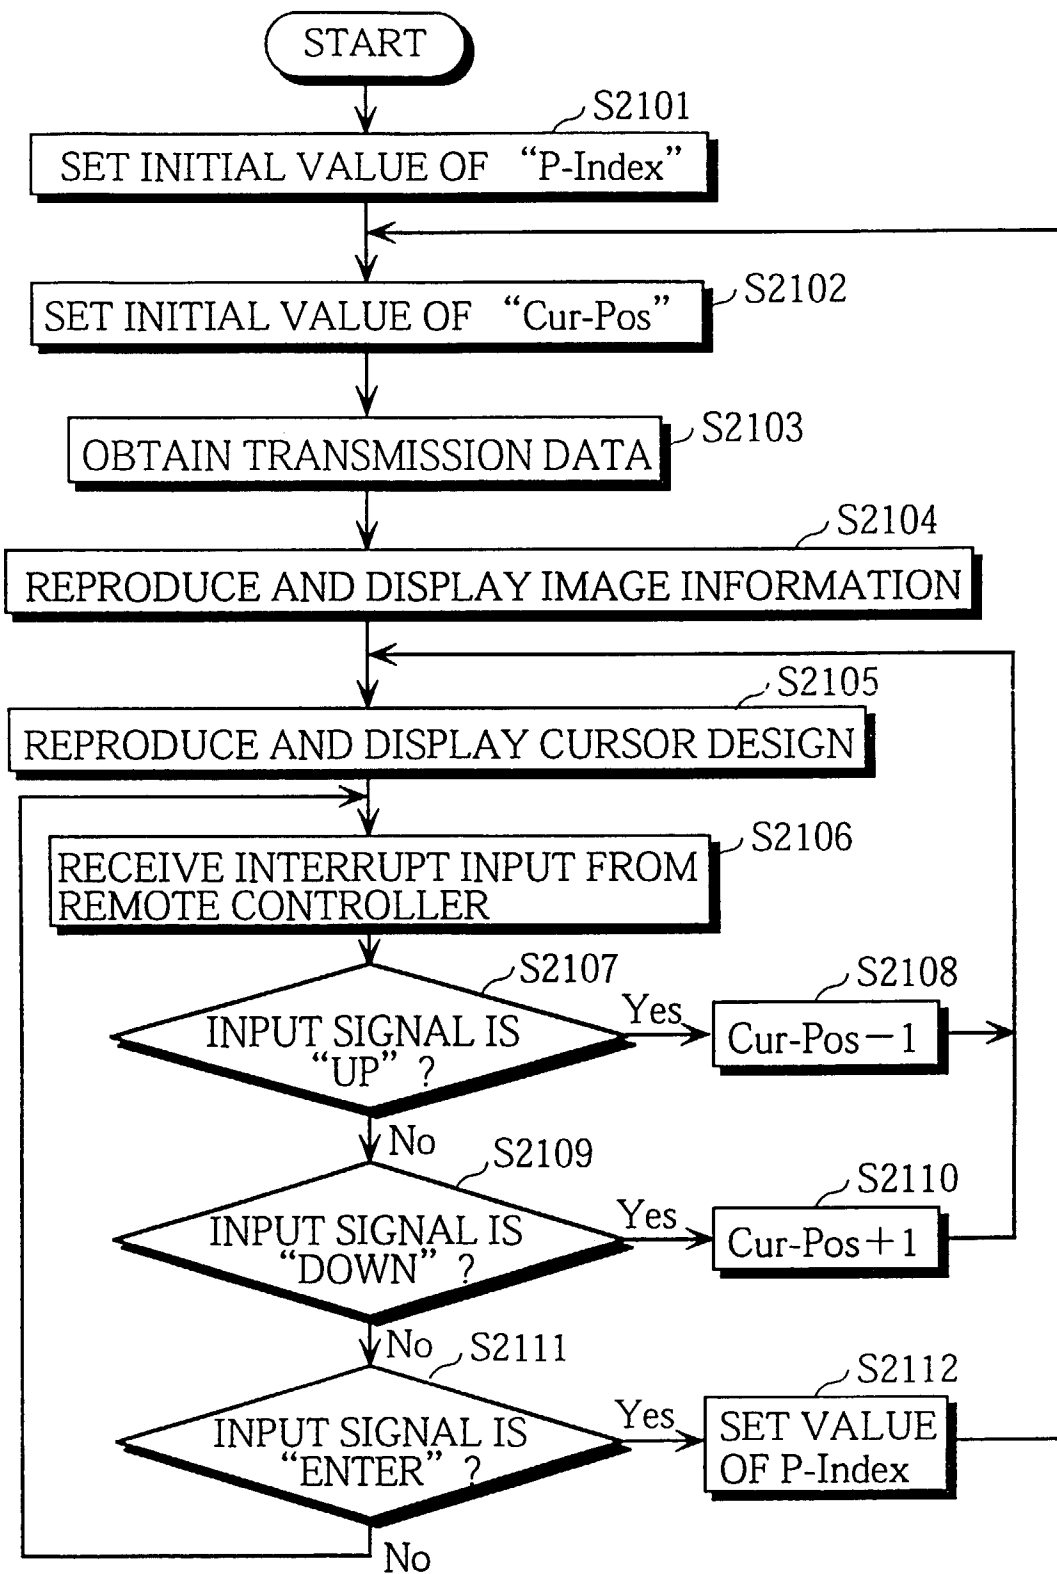 START
S2101
SET INITIAL VALUE OF “P-Index”
S2102
SET INITIAL VALUE OF “Cur-Pos”
S2103
OBTAIN TRANSMISSION DATA
S2104
REPRODUCE AND DISPLAY IMAGE INFORMATION
S2105
REPRODUCE AND DISPLAY CURSOR DESIGN
S2106
RECEIVE INTERRUPT INPUT FROM
REMOTE CONTROLLER
S2107
INPUT SIGNAL IS
“UP” ?
Yes
S2108
Cur-Pos−1
No
S2109
INPUT SIGNAL IS
“DOWN” ?
Yes
S2110
Cur-Pos+1
No
S2111
INPUT SIGNAL IS
“ENTER” ?
Yes
S2112
SET VALUE
OF P-Index
No